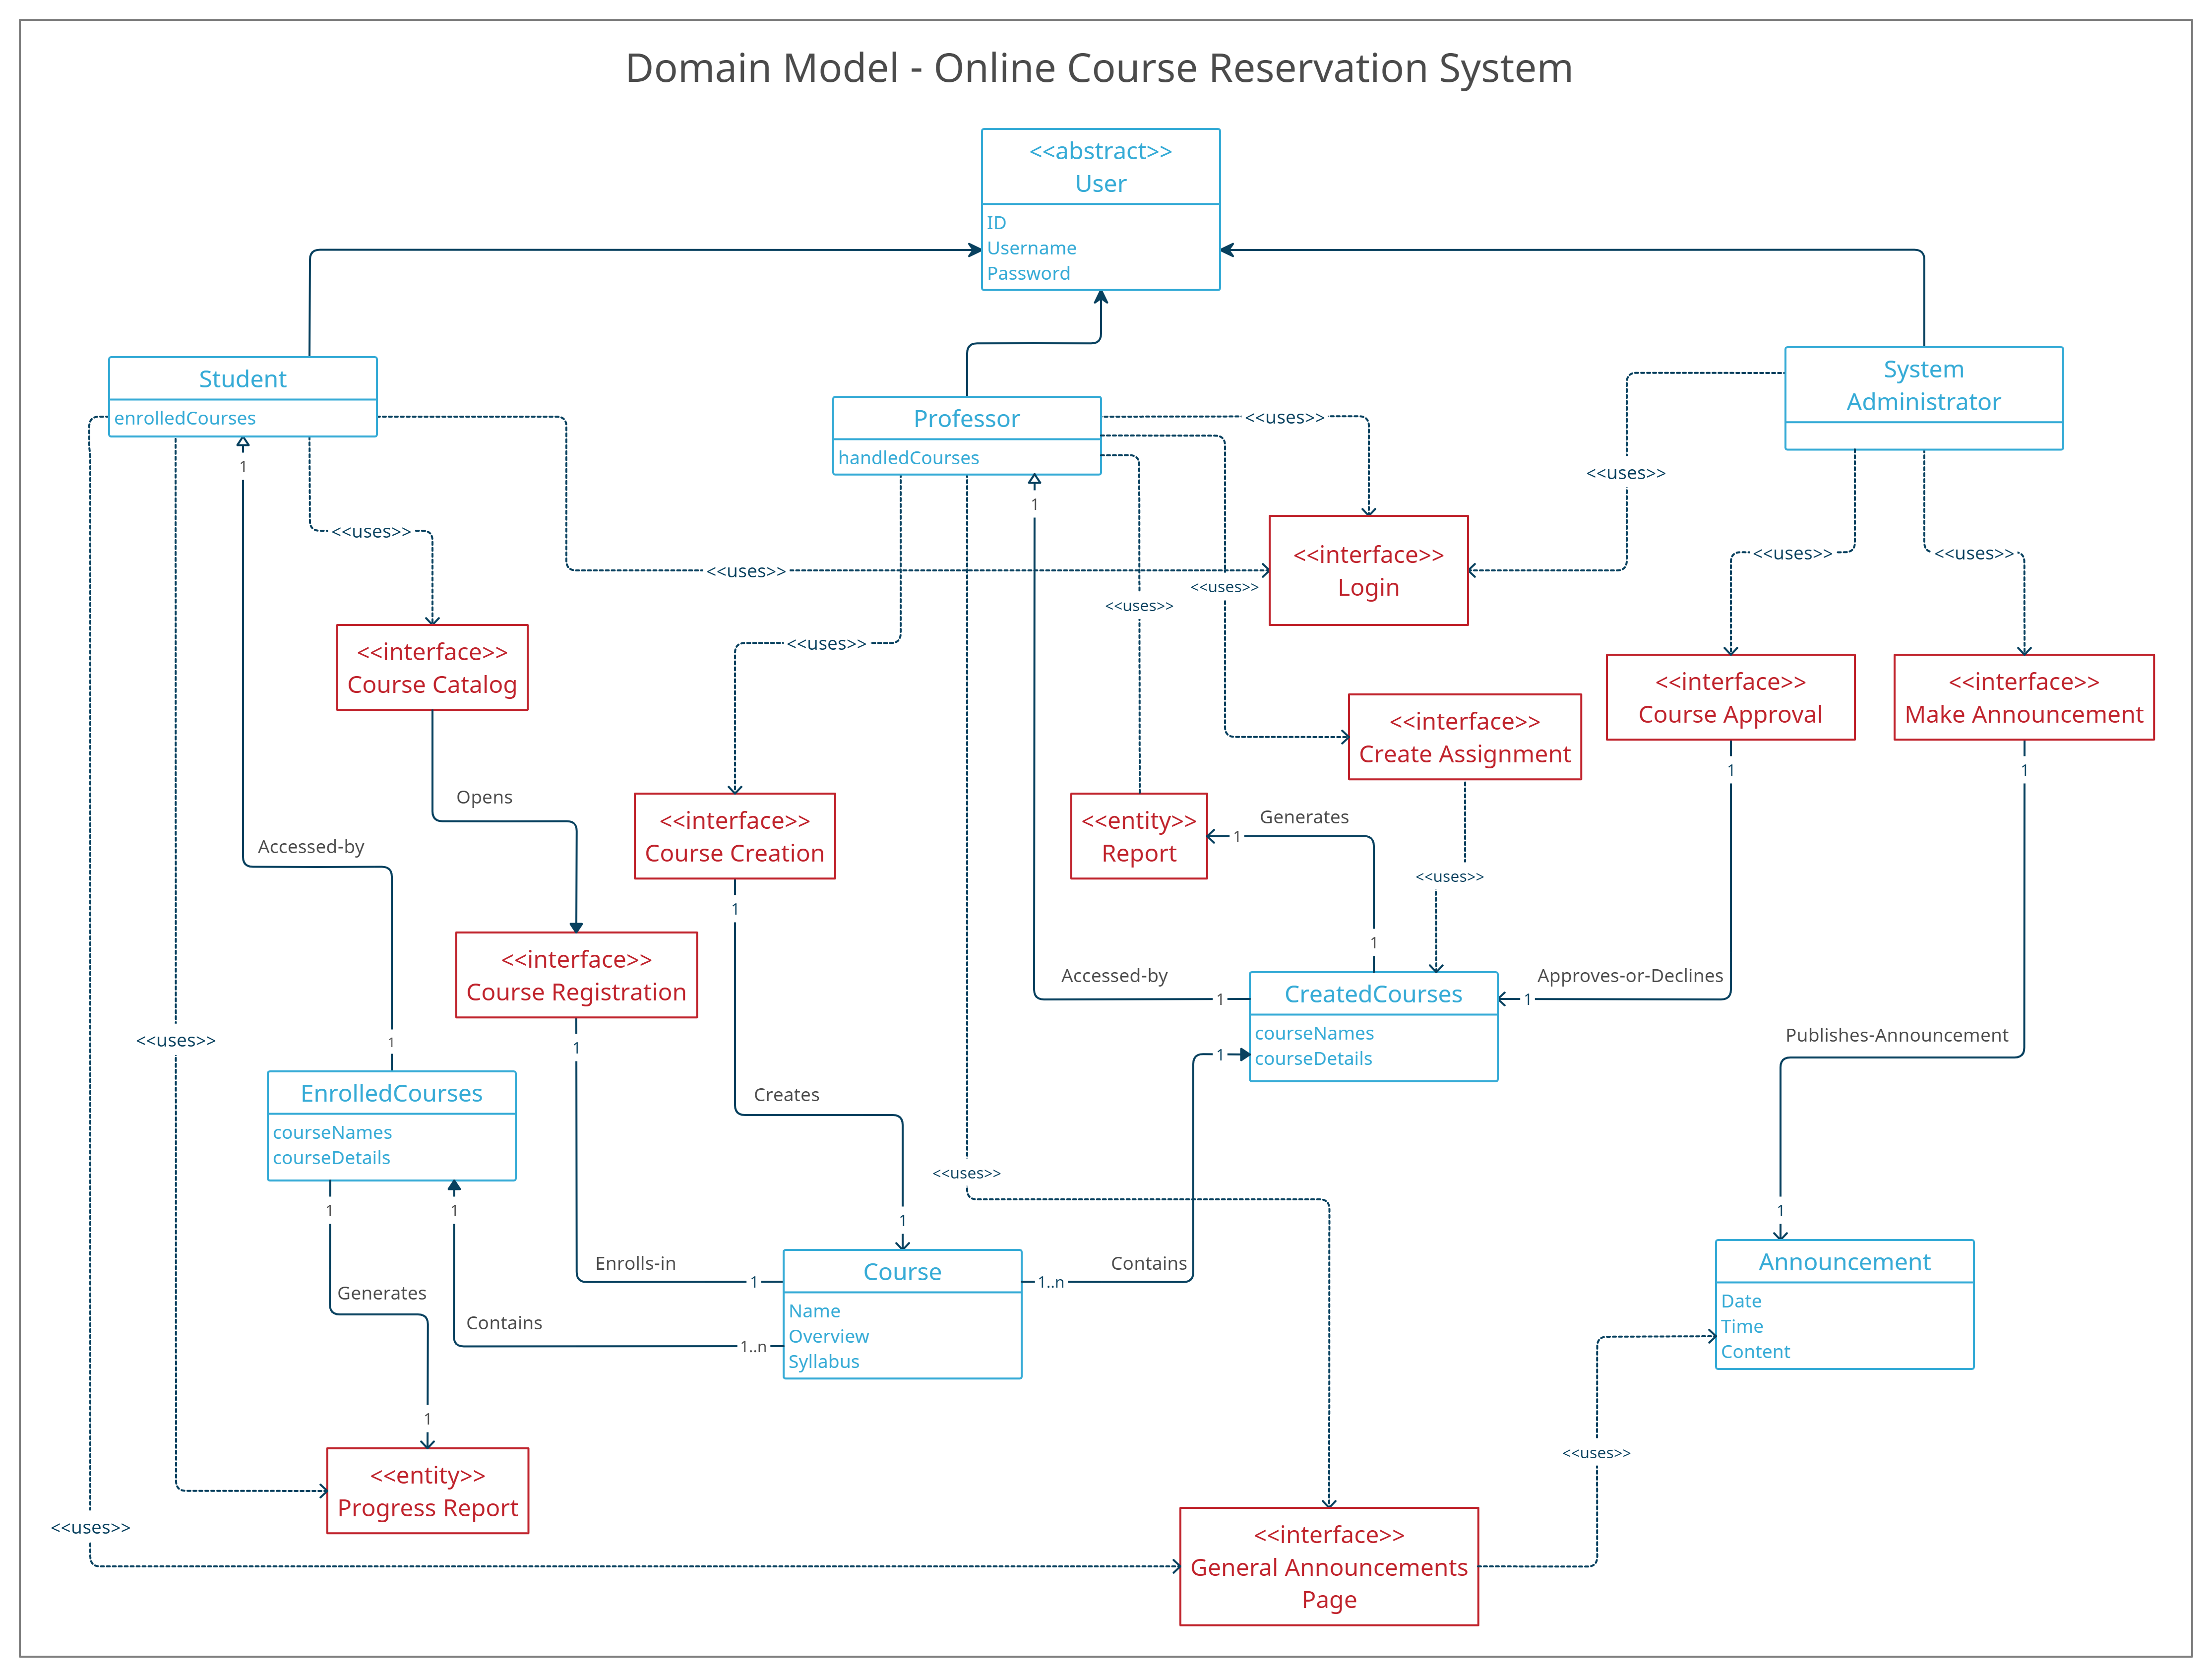 Domain Model - Online Course Reservation System
<<abstract>>
User
ID
Username
Password
Student
enrolledCourses
Professor
handledCourses
System
Administrator
<<uses>>
<<uses>>
1
1
<<uses>>
<<uses>>
<<uses>>
<<interface>>
Login
<<uses>>
<<uses>>
<<uses>>
<<uses>>
<<interface>>
Course Catalog
<<uses>>
<<interface>>
Course Approval
<<interface>>
Make Announcement
<<interface>>
Create Assignment
1
1
Opens
<<interface>>
Course Creation
<<entity>>
Report
1
Generates
Accessed-by
<<uses>>
1
1
<<interface>>
Course Registration
Accessed-by
1
CreatedCourses
courseNames
courseDetails
1
Approves-or-Declines
1
<<uses>>
1
1
Publishes-Announcement
EnrolledCourses
courseNames
courseDetails
Creates
<<uses>>
1
1
1
1
Enrolls-in
1
Course
Name
Overview
Syllabus
1..n
Contains
Announcement
Date
Time
Content
Generates
Contains
1..n
1
<<entity>>
Progress Report
<<uses>>
<<uses>>
<<interface>>
General Announcements
Page